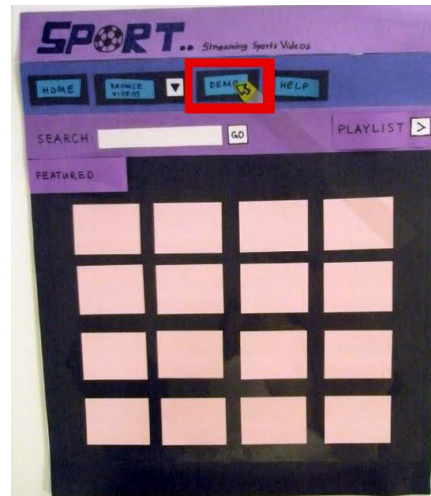 SPORT.. Streaming Sports Videos
HOME BROWSE VIDEOS ▼ DEMO HELP
SEARCH: GO PLAYLIST >
FEATURED